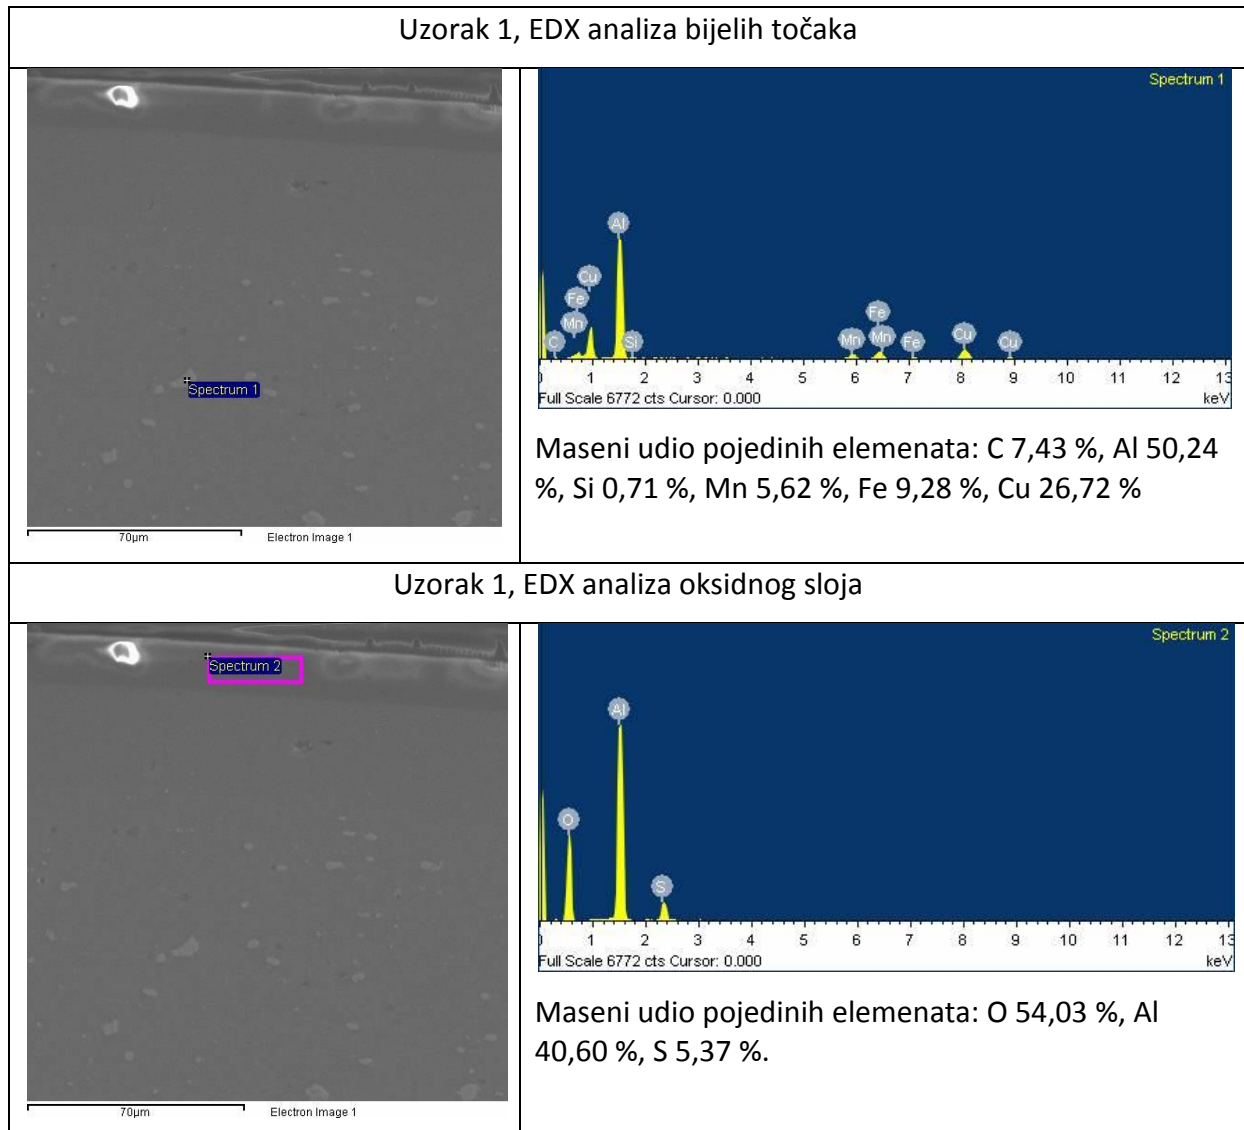 Uzorak 1, EDX analiza bijelih točaka
Spectrum 1
70µm
Electron Image 1
Spectrum 1
C
Mn
Fe
Cu
Al
Si
Mn
Fe
Mn
Fe
Cu
Cu
0 1 2 3 4 5 6 7 8 9 10 11 12 13
Full Scale 6772 cts Cursor: 0.000
keV
Maseni udio pojedinih elemenata: C 7,43 %, Al 50,24
%, Si 0,71 %, Mn 5,62 %, Fe 9,28 %, Cu 26,72 %
Uzorak 1, EDX analiza oksidnog sloja
Spectrum 2
70µm
Electron Image 1
Spectrum 2
O
Al
S
0 1 2 3 4 5 6 7 8 9 10 11 12 13
Full Scale 6772 cts Cursor: 0.000
keV
Maseni udio pojedinih elemenata: O 54,03 %, Al
40,60 %, S 5,37 %.